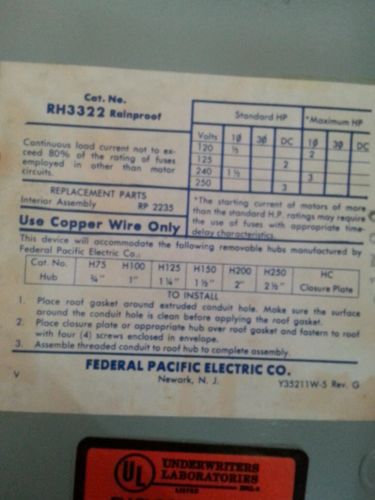 Cat. No.
RH3322 Rainproof
Continuous load current not to ex-
ceed 80% of the rating of fuses
employed in other than motor
circuits.
REPLACEMENT PARTS
Interior Assembly RP 2235
Use Copper Wire Only
Standard HP *Maximum HP
Volts 1Ø 3Ø DC 1Ø 3Ø DC
120 ½ 2
125 2
240 1½ 3
250 3
*The starting current of motors of more
than the standard H.P. ratings may require
the use of fuses with appropriate time-
delay characteristics.
This device will accommodate the following removable hubs manufactured by
Federal Pacific Electric Co.:
Cat. No. H75 H100 H125 H150 H200 H250 HC
Hub ¾" 1" 1¼" 1½" 2" 2½" Closure Plate
TO INSTALL
1. Place roof gasket around extruded conduit hole. Make sure the surface
around the conduit hole is clean before applying the roof gasket.
2. Place closure plate or appropriate hub over roof gasket and fasten to roof
with four (4) screws enclosed in envelope.
3. Assemble threaded conduit to roof hub to complete assembly.
FEDERAL PACIFIC ELECTRIC CO.
Newark, N. J.
V Y35211W-5 Rev. G
UL
UNDERWRITERS
LABORATORIES
LISTED INC.